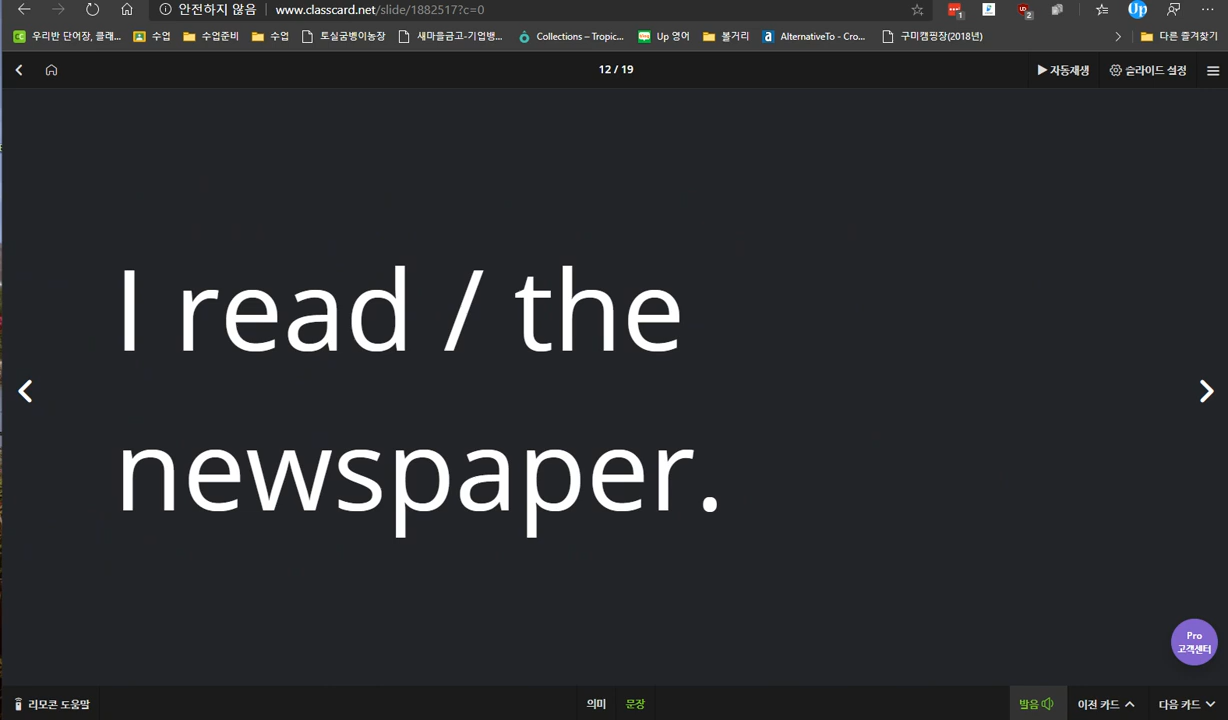 안전하지 않음 www.classcard.net/slide/1882517?c=0
1 2 Up
우리반 단어장, 클래... 수업 수업준비 수업 토실굼벵이농장 새마을금고-기업뱅... Collections – Tropic... Up 영어 볼거리 AlternativeTo - Cro... 구미캠핑장(2018년) 다른 즐겨찾기
12 / 19 자동재생 슬라이드 설정
I read / the
newspaper.
Pro
고객센터
리모콘 도움말 의미 문장 발음 이전 카드 다음 카드